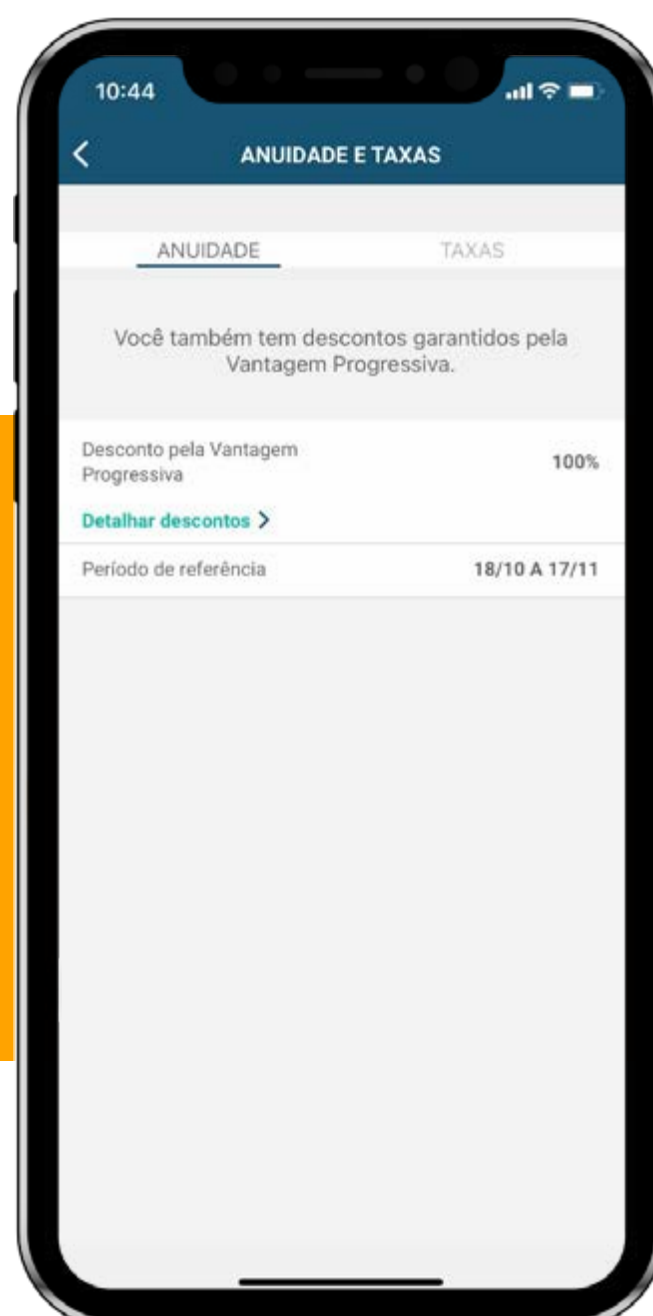 10:44
ANUIDADE E TAXAS
ANUIDADE
TAXAS
Você também tem descontos garantidos pela
Vantagem Progressiva.
Desconto pela Vantagem
Progressiva
100%
Detalhar descontos >
Período de referência
18/10 A 17/11